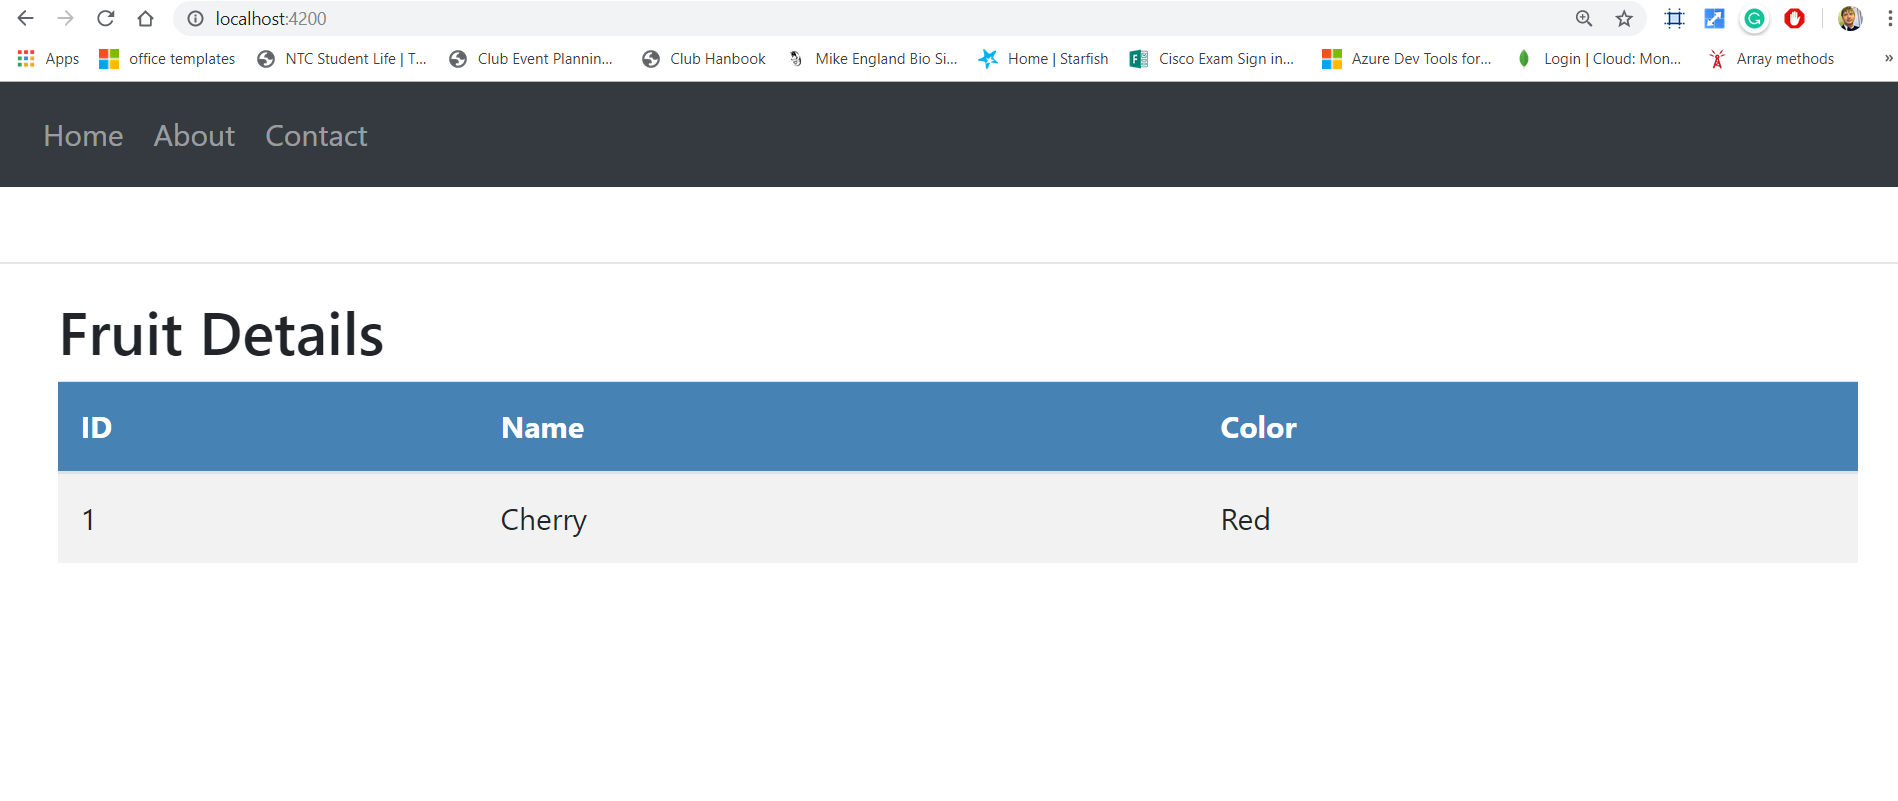 localhost:4200
Apps office templates NTC Student Life | T... Club Event Plannin... Club Hanbook Mike England Bio Si... Home | Starfish Cisco Exam Sign in... Azure Dev Tools for... Login | Cloud: Mon... Array methods »
Home About Contact
Fruit Details
ID Name Color
1 Cherry Red